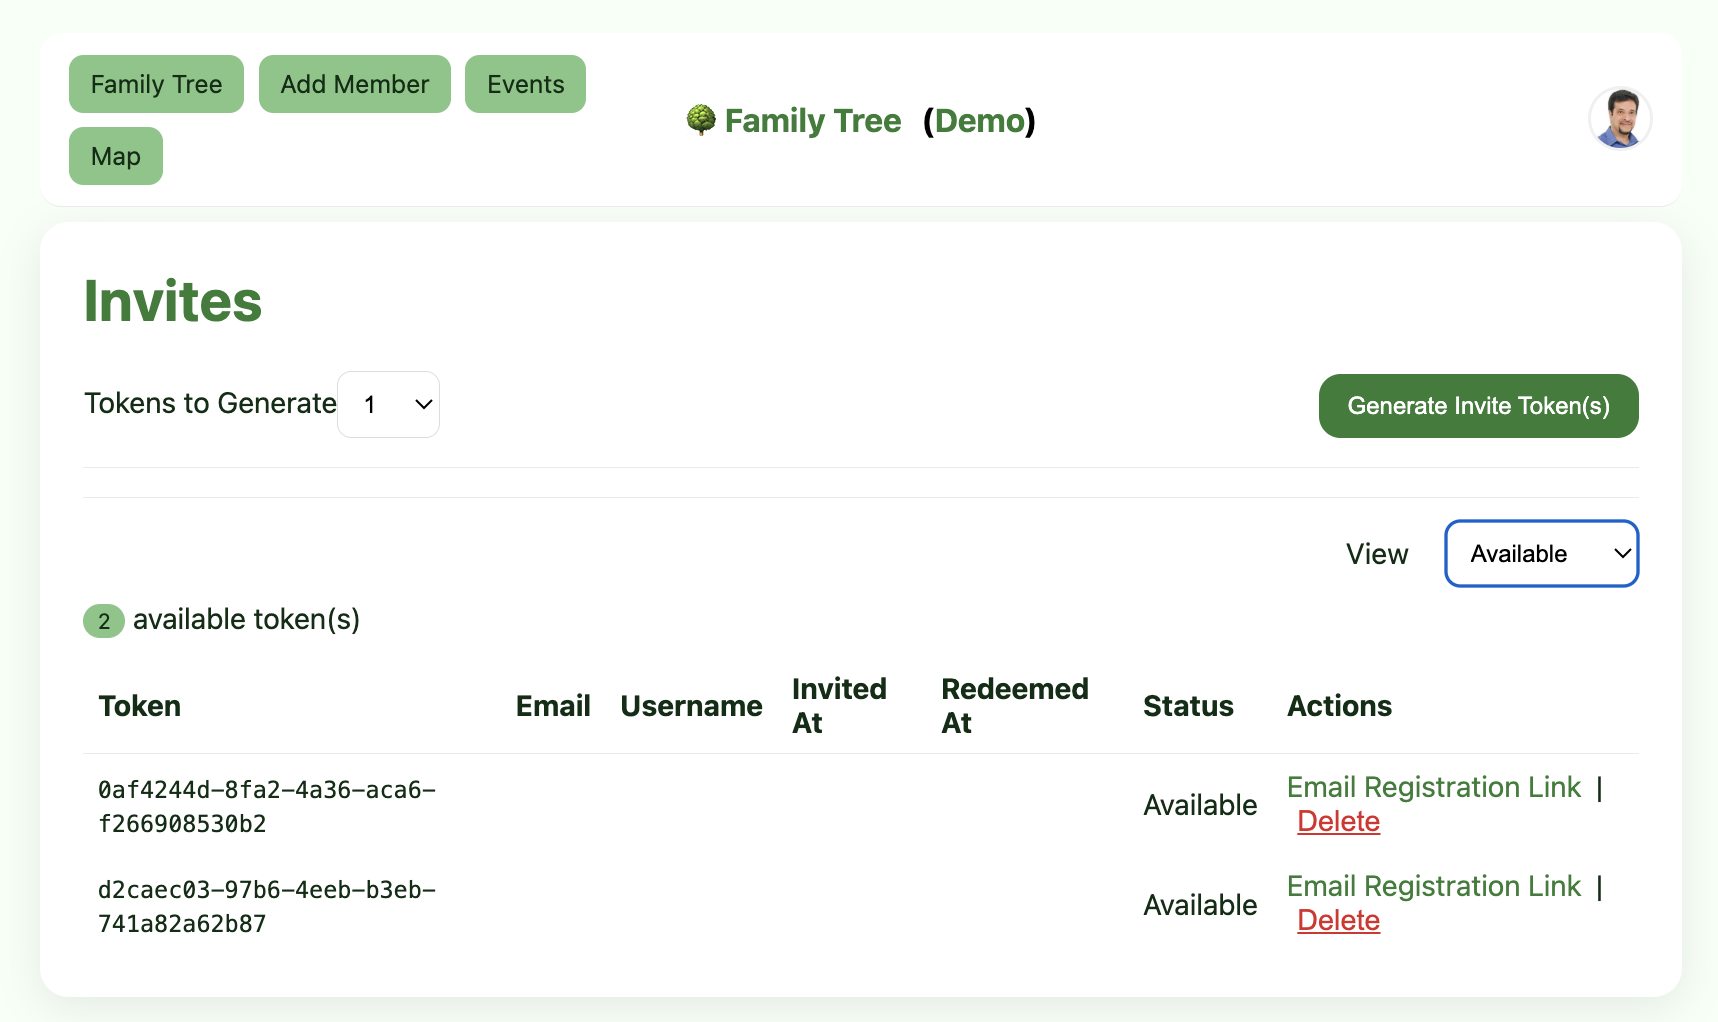 Family Tree
Add Member
Events
Map
Family Tree (Demo)
Invites
Tokens to Generate
1
Generate Invite Token(s)
View
Available
2 available token(s)
Token
Email
Username
Invited
At
Redeemed
At
Status
Actions
0af4244d-8fa2-4a36-aca6-
f266908530b2
Available
Email Registration Link |
Delete
d2caec03-97b6-4eeb-b3eb-
741a82a62b87
Available
Email Registration Link |
Delete